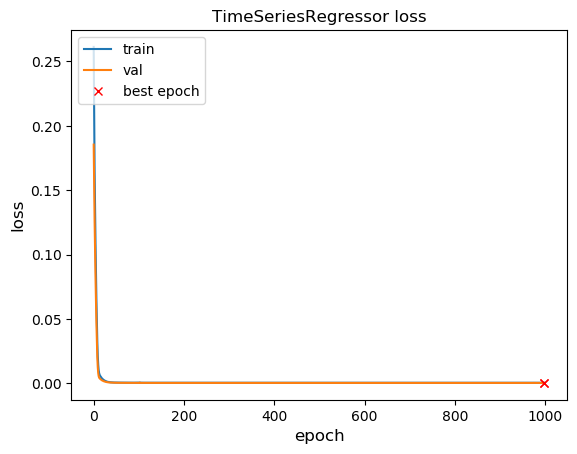 TimeSeriesRegressor loss
train
val
best epoch
loss
0.25
0.20
0.15
0.10
0.05
0.00
0 200 400 600 800 1000
epoch